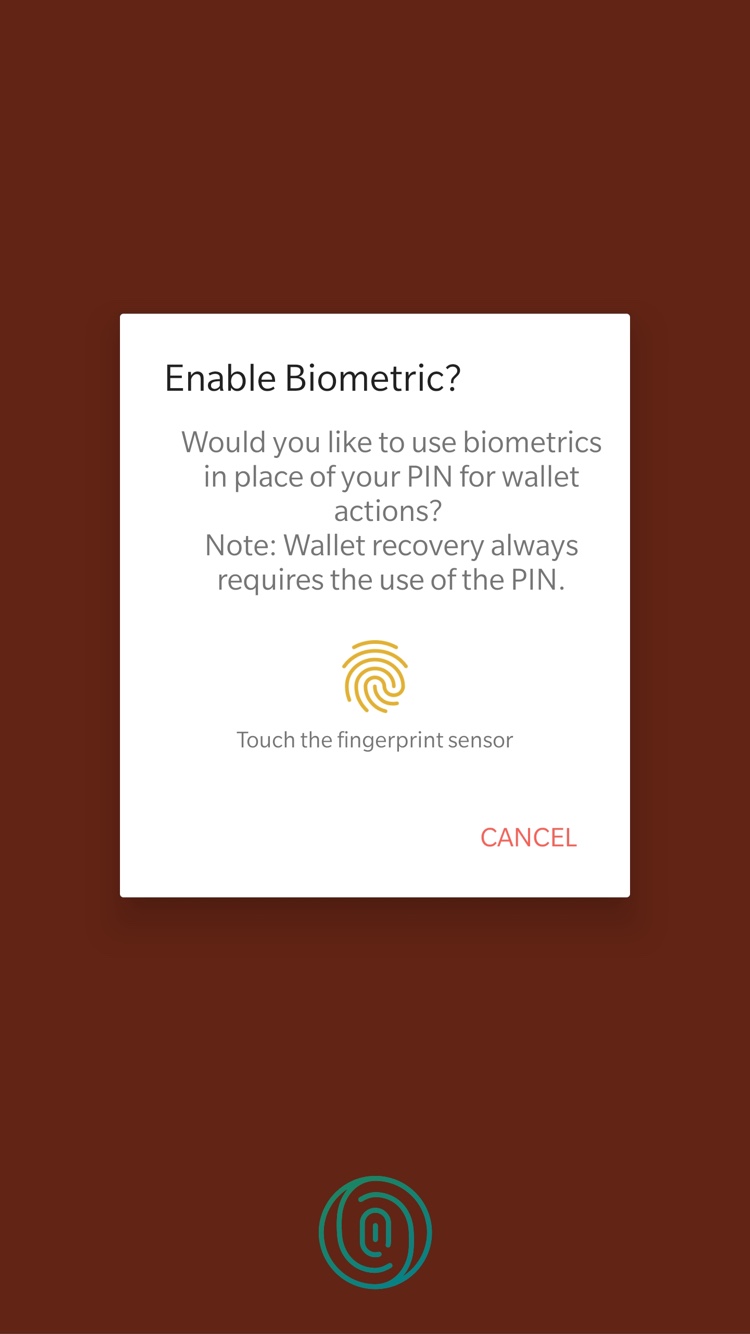 Enable Biometric?
Would you like to use biometrics
in place of your PIN for wallet
actions?
Note: Wallet recovery always
requires the use of the PIN.
Touch the fingerprint sensor
CANCEL